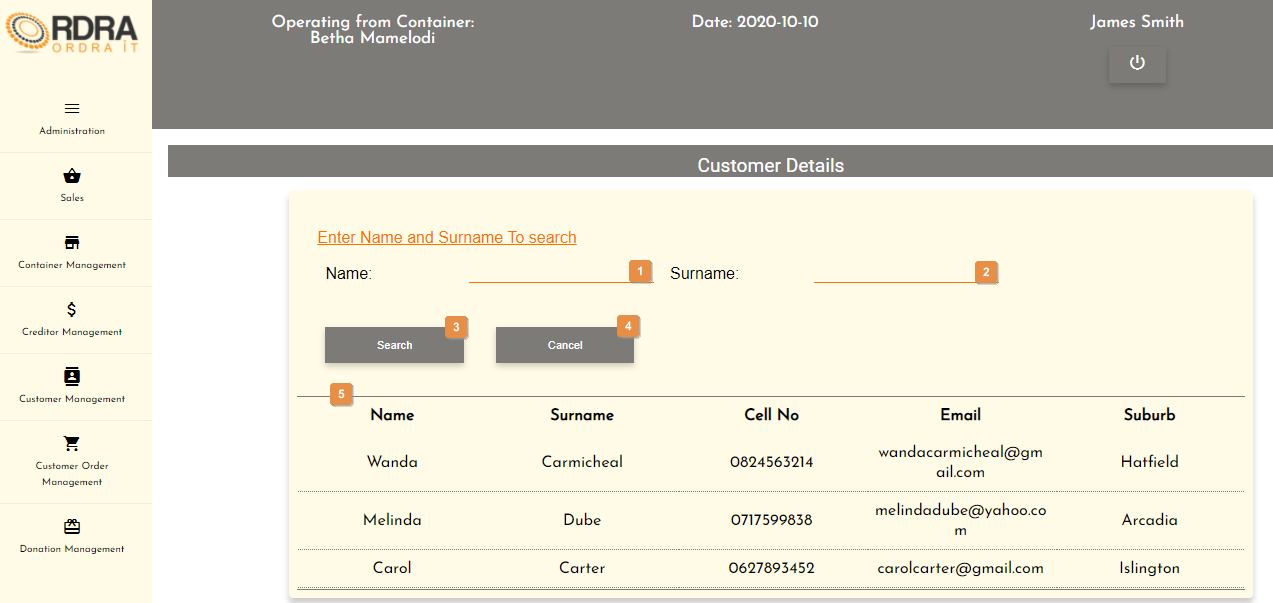 RDRA
ORDRA IT
Operating from Container:
Betha Mamelodi
Date: 2020-10-10
James Smith
Administration
Sales
Container Management
Creditor Management
Customer Management
Customer Order
Management
Donation Management
Customer Details
Enter Name and Surname To search
Name: 1 Surname: 2
3 4
Search Cancel
5
Name Surname Cell No Email Suburb
Wanda Carmicheal 0824563214 wandacarmicheal@gm
ail.com Hatfield
Melinda Dube 0717599838 melindadube@yahoo.co
m Arcadia
Carol Carter 0627893452 carolcarter@gmail.com Islington